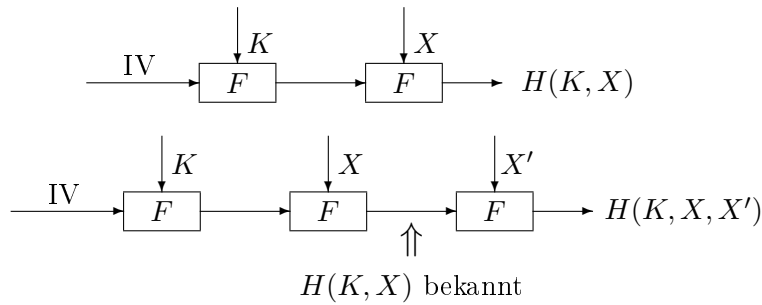 K X
IV F F H(K, X)
K X X′
IV F F F H(K, X, X′)
⇑
H(K, X) bekannt